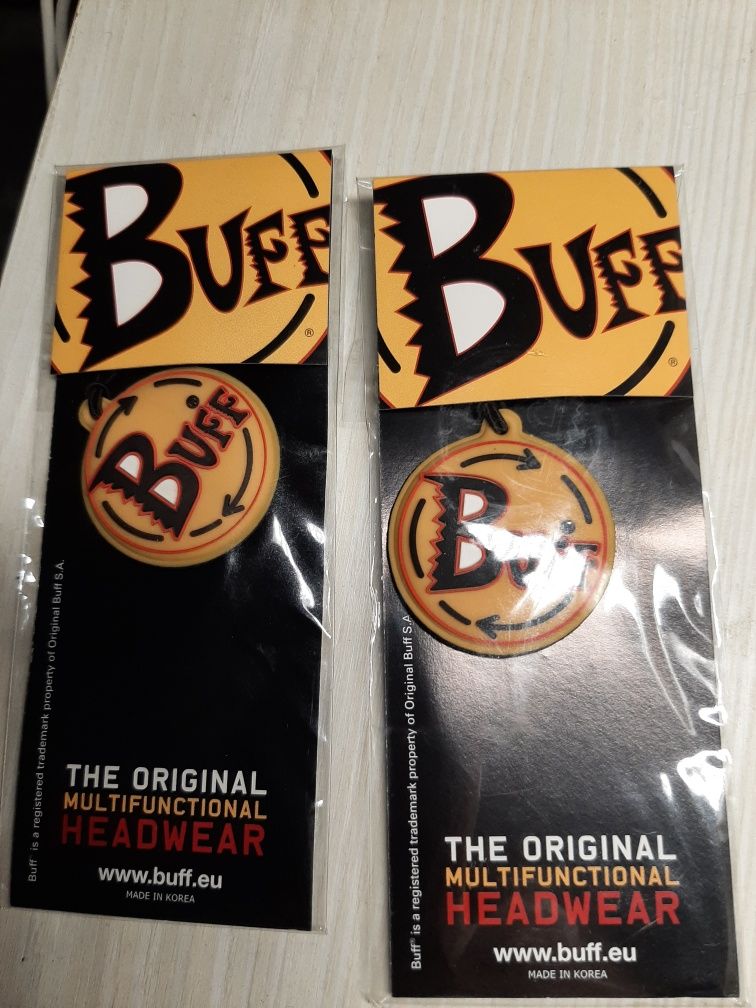 BUFF
®
BUFF
Buff® is a registered trademark property of Original Buff S.A.
THE ORIGINAL
MULTIFUNCTIONAL
HEADWEAR
www.buff.eu
MADE IN KOREA
BUFF
®
BUFF
Buff® is a registered trademark property of Original Buff S.A.
THE ORIGINAL
MULTIFUNCTIONAL
HEADWEAR
www.buff.eu
MADE IN KOREA